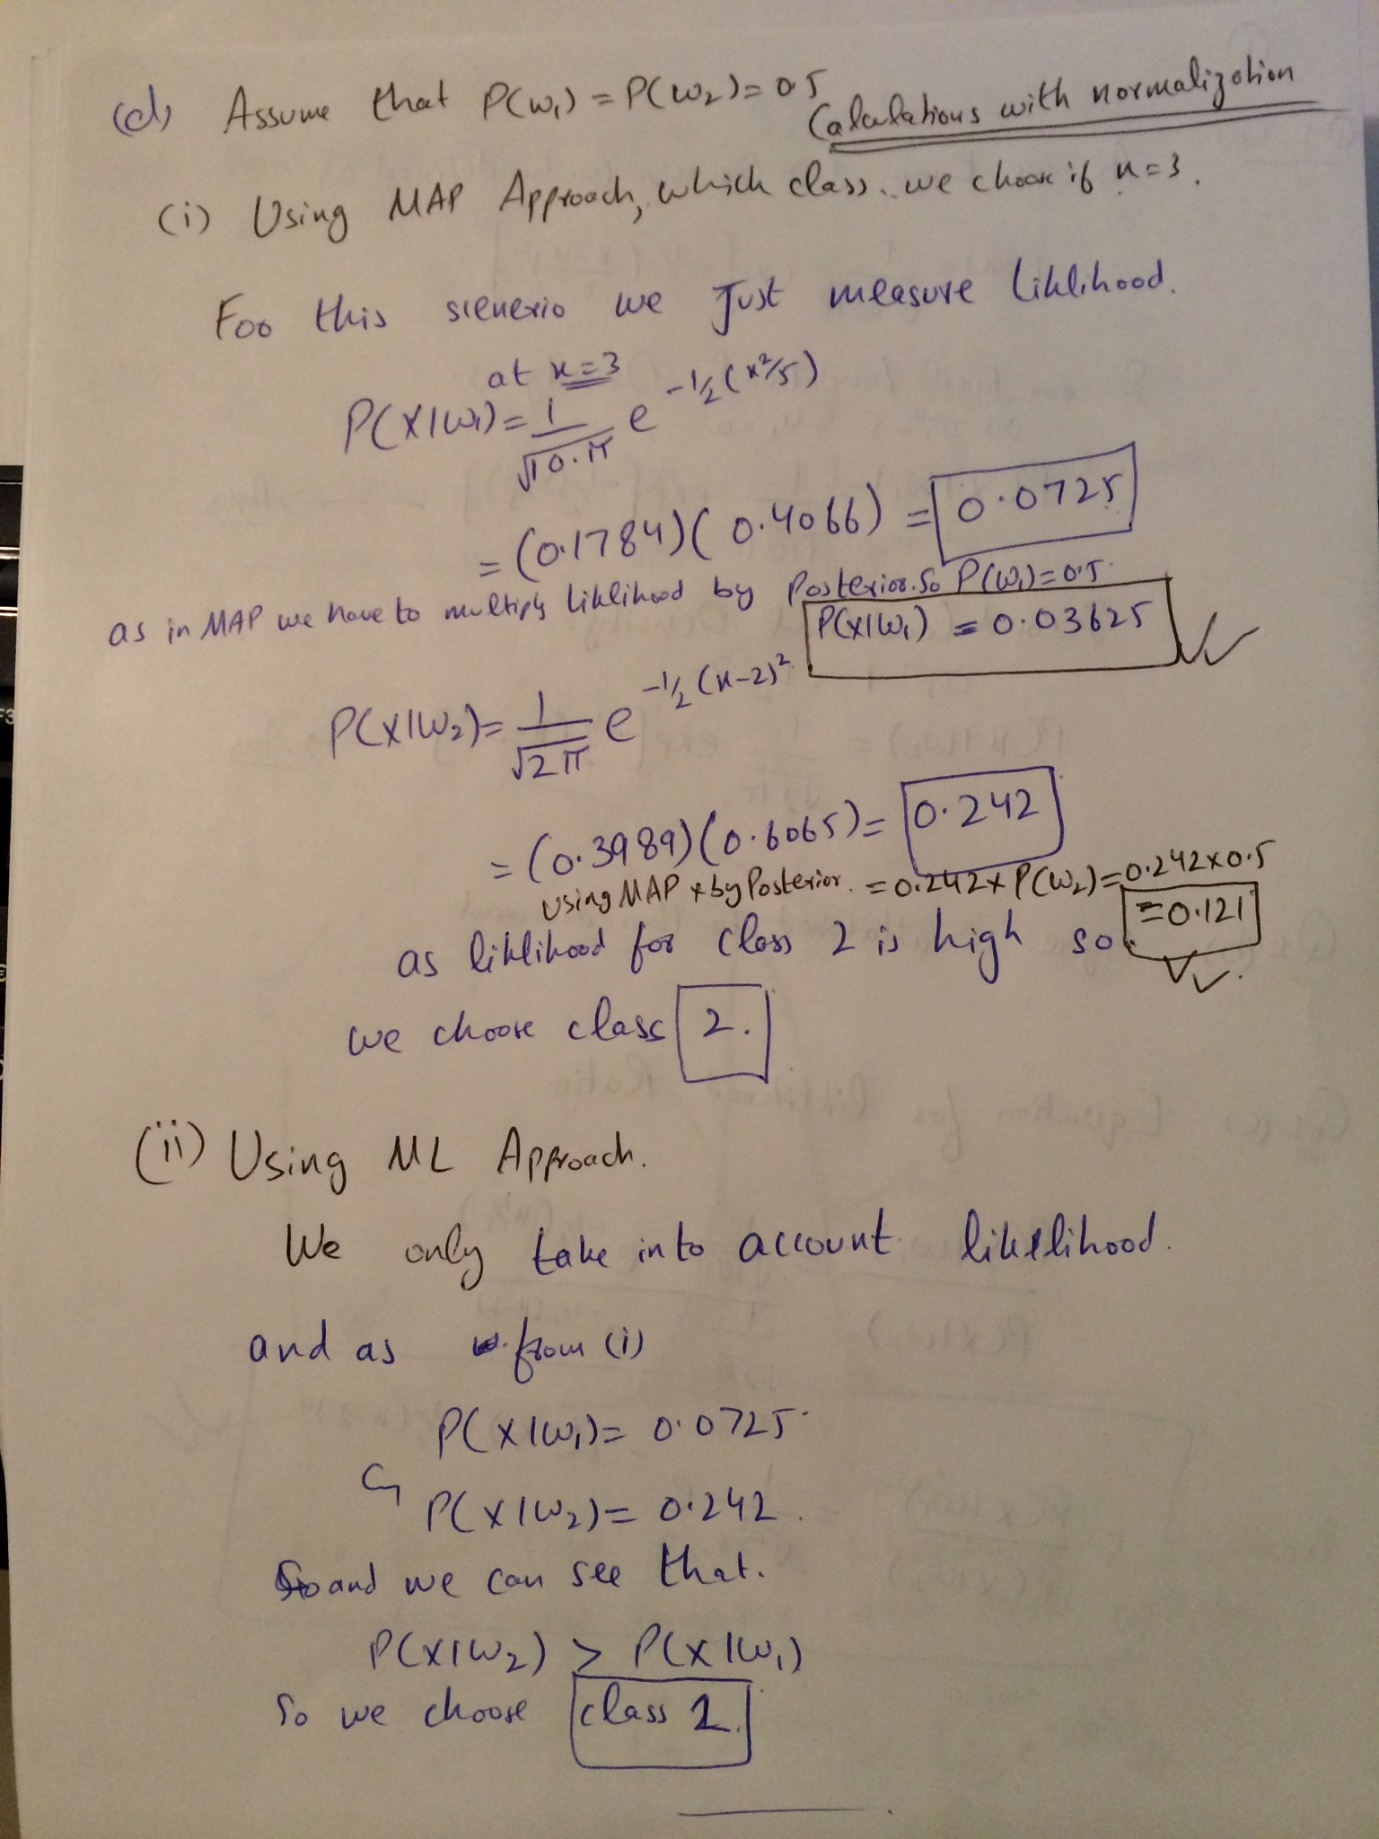 (d) Assume that P(w₁) = P(w₂) = 0.5
Calculations with normalization
(i) Using MAP Approach, which class. we choose if x=3.
Foo this scenerio we Just measure liklihood.
at x=3
P(X|w₁) = 1/√10.π e^-1/2(x²/5)
= (0.1784)(0.4066) = 0.0725
as in MAP we have to multiply liklihood by Posterior. So P(w₁)=0.5.
P(X|w₁) = 0.03625
P(X|w₂) = 1/√2π e^-1/2(x-2)²
= (0.3989)(0.6065) = 0.242
using MAP x by Posterior. = 0.242 x P(w₂) = 0.242x0.5
= 0.121
as liklihood for class 2 is high so
we choose class 2.
(ii) Using ML Approach.
We only take into account likelihood.
and as from (i)
P(X|w₁) = 0.0725
P(X|w₂) = 0.242.
and we can see that.
P(X|w₂) > P(X|w₁)
So we choose class 2.